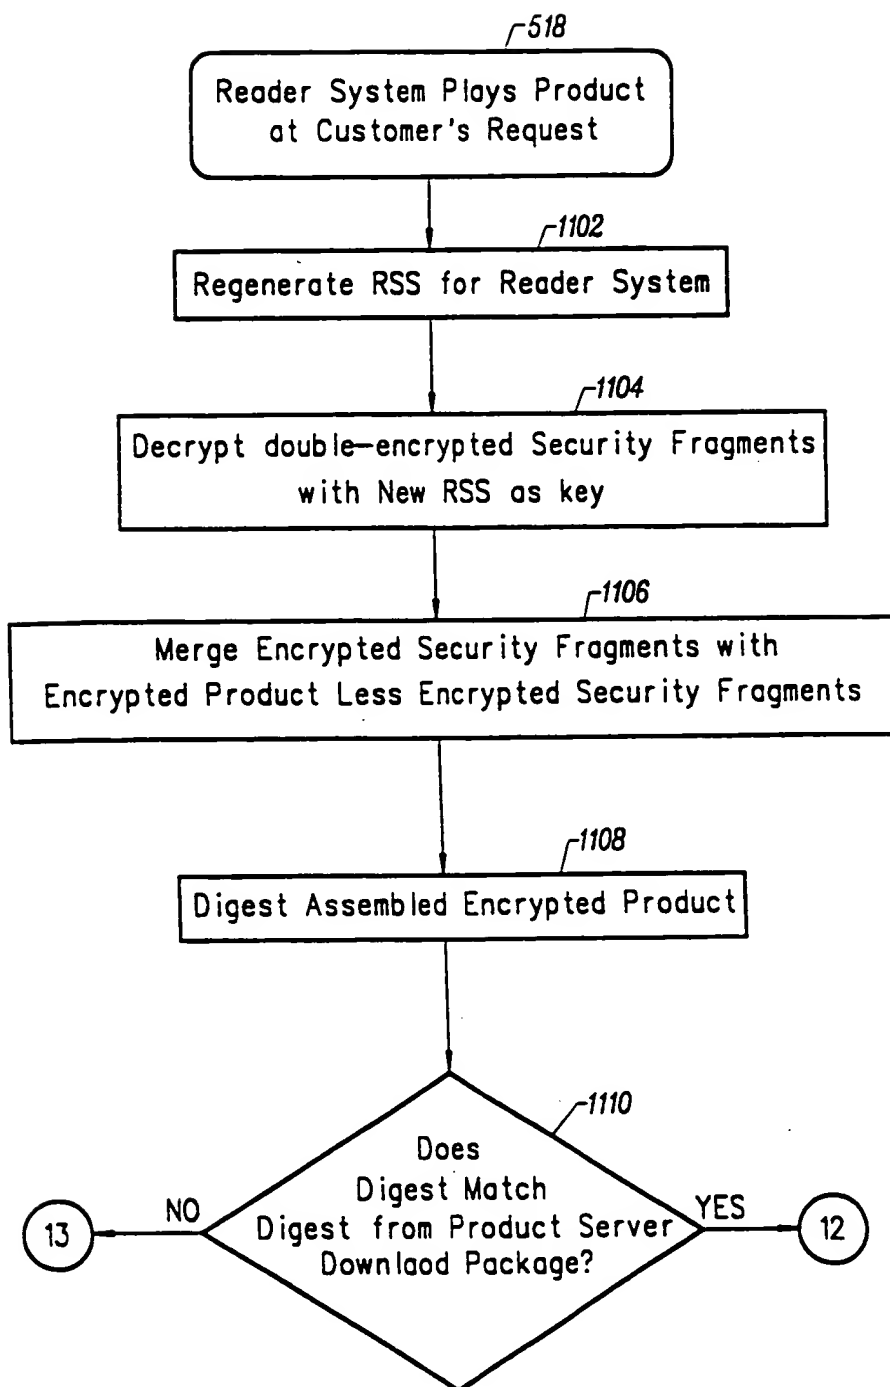 518
Reader System Plays Product
at Customer's Request
1102
Regenerate RSS for Reader System
1104
Decrypt double-encrypted Security Fragments
with New RSS as key
1106
Merge Encrypted Security Fragments with
Encrypted Product Less Encrypted Security Fragments
1108
Digest Assembled Encrypted Product
1110
Does
Digest Match
Digest from Product Server
Downlaod Package?
NO
YES
13
12